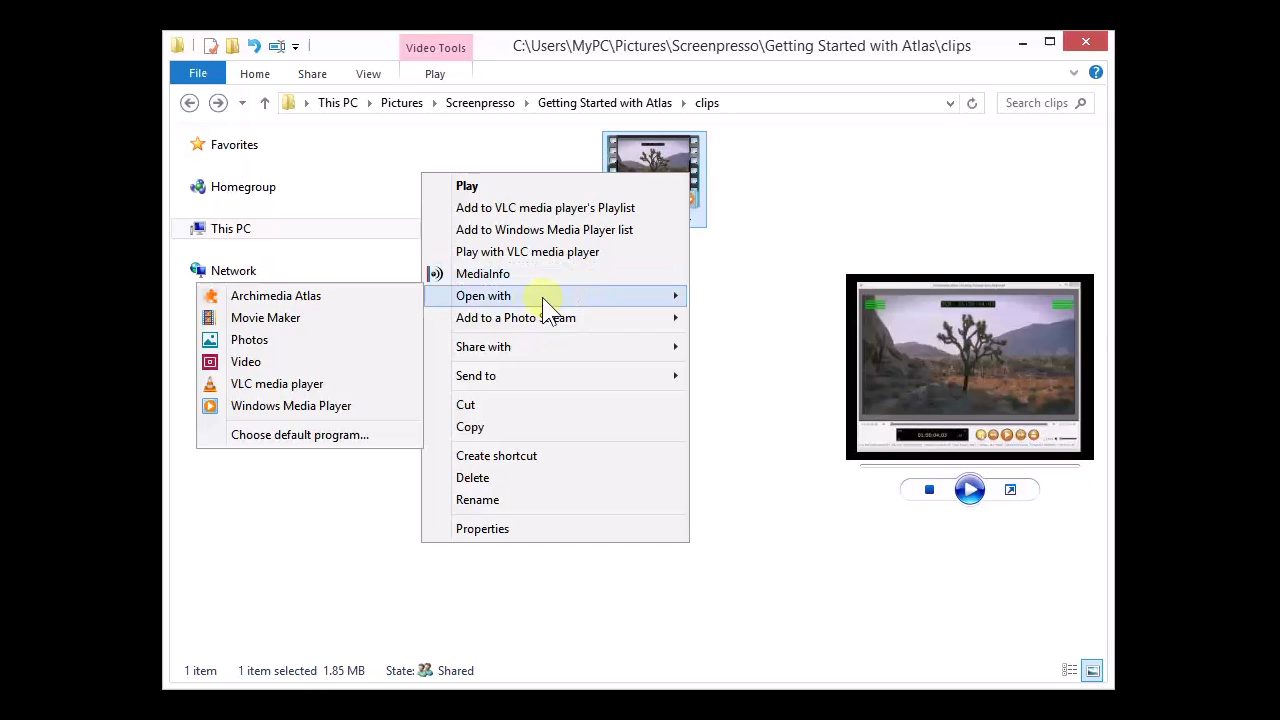 Video Tools
C:\Users\MyPC\Pictures\Screenpresso\Getting Started with Atlas\clips
File
Home
Share
View
Play
This PC
Pictures
Screenpresso
Getting Started with Atlas
clips
Search clips
Favorites
Homegroup
This PC
Network
Play
Add to VLC media player's Playlist
Add to Windows Media Player list
Play with VLC media player
MediaInfo
Open with
Add to a Photo Stream
Share with
Send to
Cut
Copy
Create shortcut
Delete
Rename
Properties
Archimedia Atlas
Movie Maker
Photos
Video
VLC media player
Windows Media Player
Choose default program...
1 item
1 item selected 1.85 MB
State: Shared